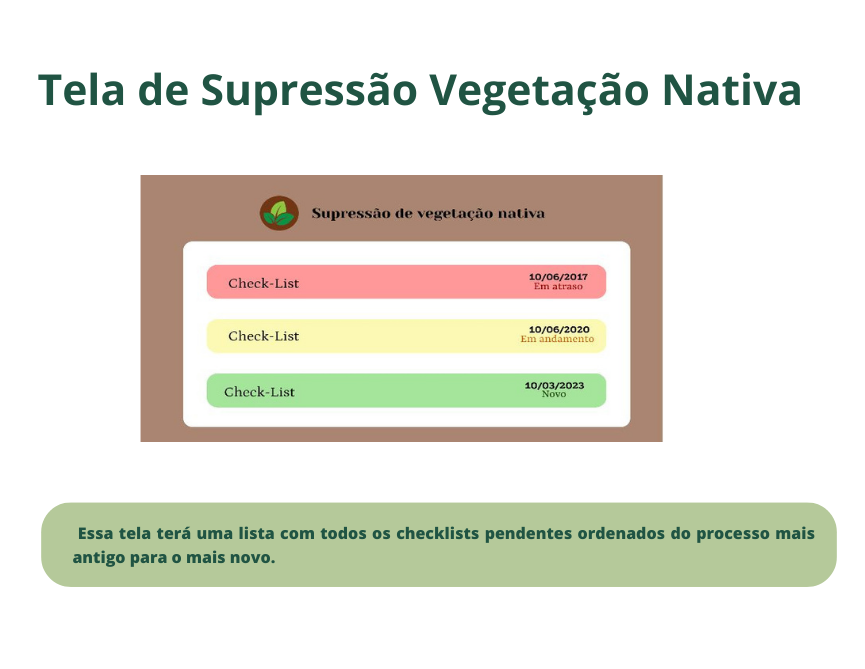 Tela de Supressão Vegetação Nativa
Supressão de vegetação nativa
Check-List
10/06/2017
Em atraso
Check-List
10/06/2020
Em andamento
Check-List
10/03/2023
Novo
Essa tela terá uma lista com todos os checklists pendentes ordenados do processo mais
antigo para o mais novo.